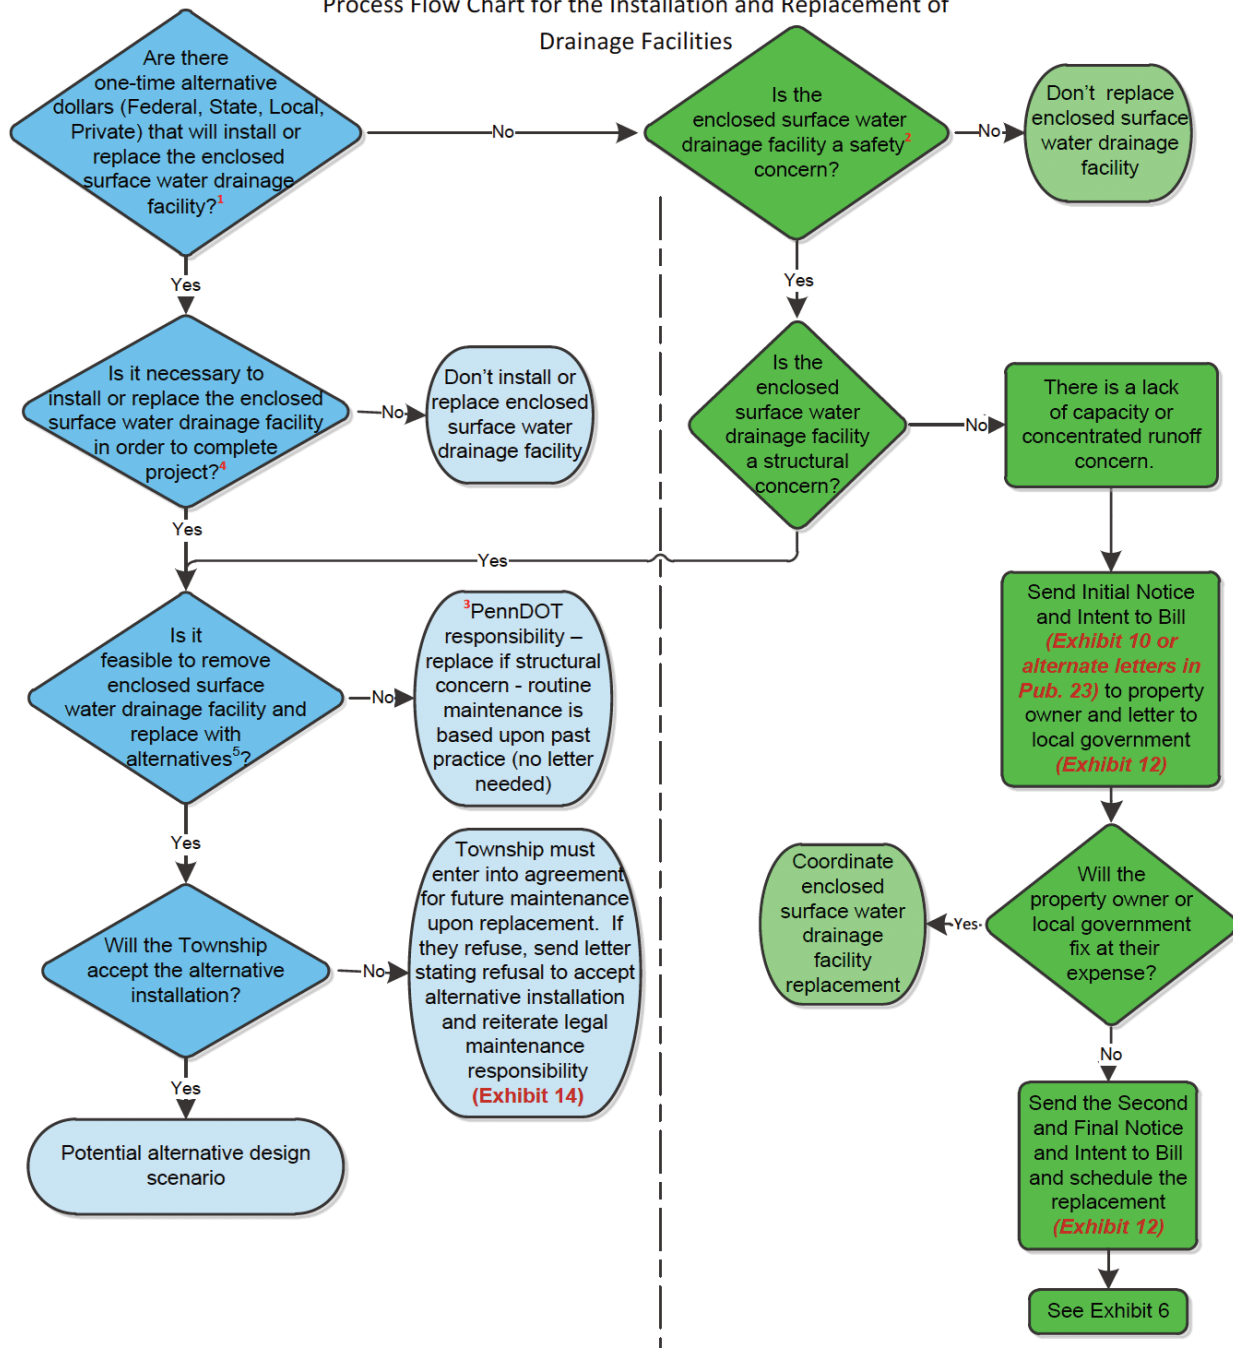 Process Flow Chart for the Installation and Replacement of
Drainage Facilities
Are there
one-time alternative
dollars (Federal, State, Local,
Private) that will install or
replace the enclosed
surface water drainage
facility?1
No
Is the
enclosed surface water
drainage facility a safety2
concern?
No
Don't replace
enclosed surface
water drainage
facility
Yes
Yes
Is it necessary to
install or replace the enclosed
surface water drainage facility
in order to complete
project?4
No
Don't install or
replace enclosed
surface water
drainage facility
Is the
enclosed
surface water
drainage facility
a structural
concern?
No
There is a lack
of capacity or
concentrated runoff
concern.
Yes
Yes
Is it
feasible to remove
enclosed surface
water drainage facility and
replace with
alternatives5?
No
3PennDOT
responsibility –
replace if structural
concern - routine
maintenance is
based upon past
practice (no letter
needed)
Send Initial Notice
and Intent to Bill
(Exhibit 10 or
alternate letters in
Pub. 23) to property
owner and letter to
local government
(Exhibit 12)
Yes
Will the Township
accept the alternative
installation?
No
Township must
enter into agreement
for future maintenance
upon replacement. If
they refuse, send letter
stating refusal to accept
alternative installation
and reiterate legal
maintenance
responsibility
(Exhibit 14)
Coordinate
enclosed
surface water
drainage
facility
replacement
Yes
Will the
property owner or
local government
fix at their
expense?
No
Yes
Potential alternative design
scenario
Send the Second
and Final Notice
and Intent to Bill
and schedule the
replacement
(Exhibit 12)
See Exhibit 6